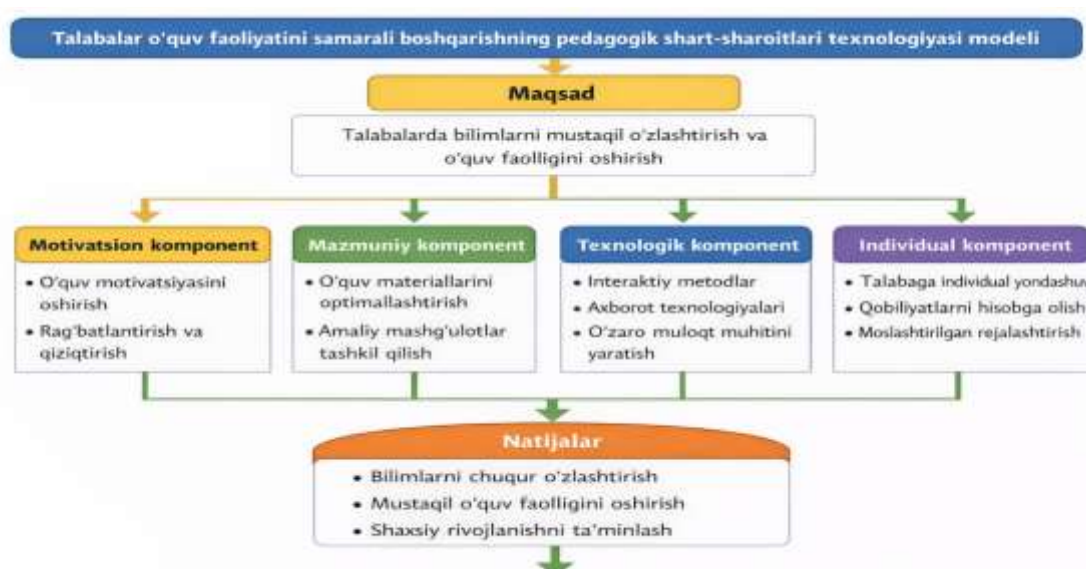 Talabalar o'quv faoliyatini samarali boshqarishning pedagogik shart-sharoitlari texnologiyasi modeli
Maqsad
Talabalarda bilimlarni mustaqil o'zlashtirish va
o'quv faolligini oshirish
Motivatsion komponent
• O'quv motivatsiyasini
oshirish
• Rag'batlantirish va
qiziqtirish
Mazmuniy komponent
• O'quv materiallarini
optimallashtirish
• Amaliy mashg'ulotlar
tashkil qilish
Texnologik komponent
• Interaktiv metodlar
• Axborot texnologiyalari
• O'zaro muloqt muhitini
yaratish
Individual komponent
• Talabaga individual yondashuv
• Qobiliyatlarni hisobga olish
• Moslashtirilgan rejalashtirish
Natijalar
• Bilimlarni chuqur o'zlashtirish
• Mustaqil o'quv faolligini oshirish
• Shaxsiy rivojlanishni ta'minlash